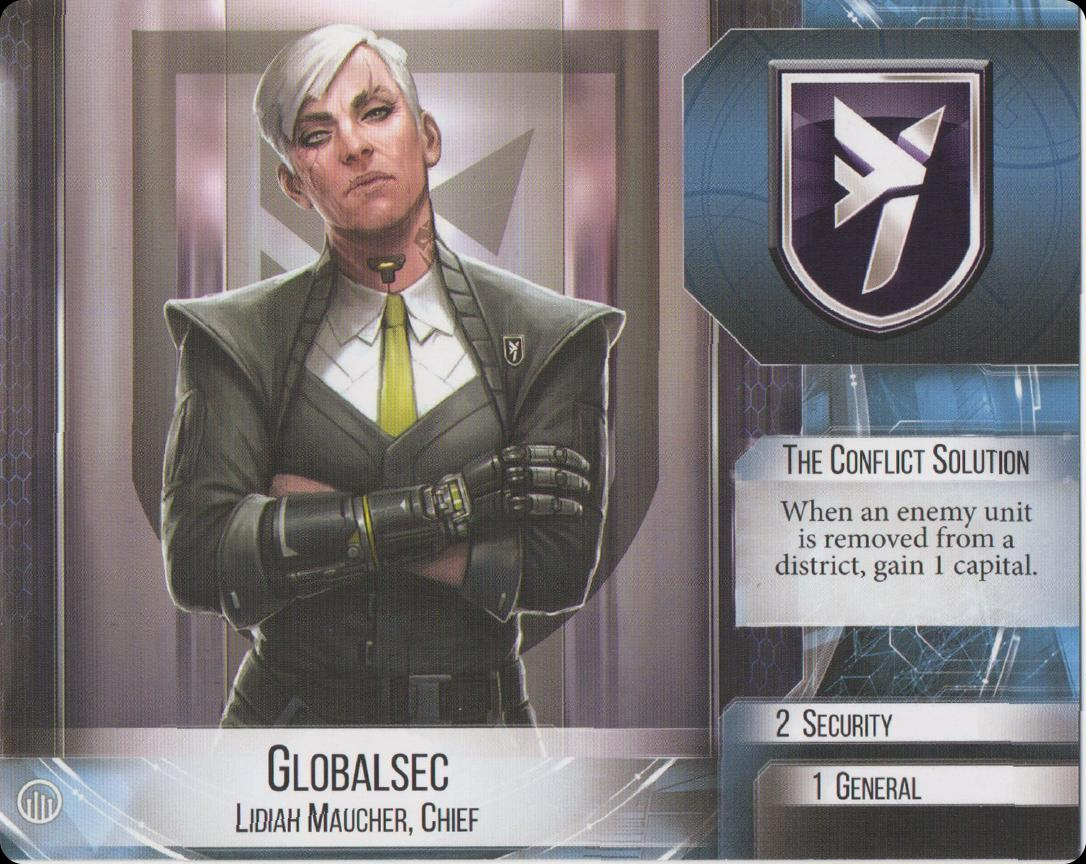 THE CONFLICT SOLUTION
When an enemy unit
is removed from a
district, gain 1 capital.
2 SECURITY
1 GENERAL
GLOBALSEC
LIDIAH MAUCHER, CHIEF